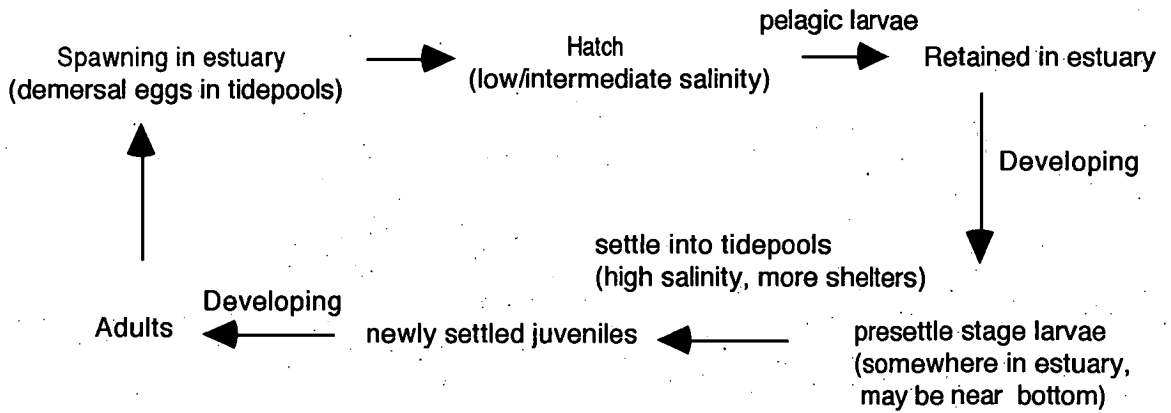 Spawning in estuary
(demersal eggs in tidepools)
Hatch
(low/intermediate salinity)
pelagic larvae
Retained in estuary
Developing
presettle stage larvae
(somewhere in estuary,
may be near bottom)
settle into tidepools
(high salinity, more shelters)
newly settled juveniles
Developing
Adults